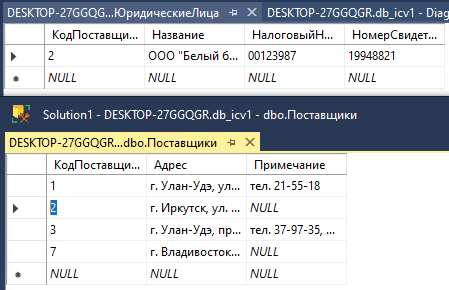 DESKTOP-27GGQG...ЮридическиеЛица DESKTOP-27GGQGR.db_icv1 - Diag
КодПоставщи... Название НалоговыйН... НомерСвидет...
2 ООО "Белый б... 00123987 19948821
NULL NULL NULL NULL
Solution1 - DESKTOP-27GGQGR.db_icv1 - dbo.Поставщики
DESKTOP-27GGQGR...dbo.Поставщики
КодПоставщи... Адрес Примечание
1 г. Улан-Удэ, ул.... тел. 21-55-18
2 г. Иркутск, ул. ... NULL
3 г. Улан-Удэ, пр... тел. 37-97-35, ...
7 г. Владивосток... NULL
NULL NULL NULL